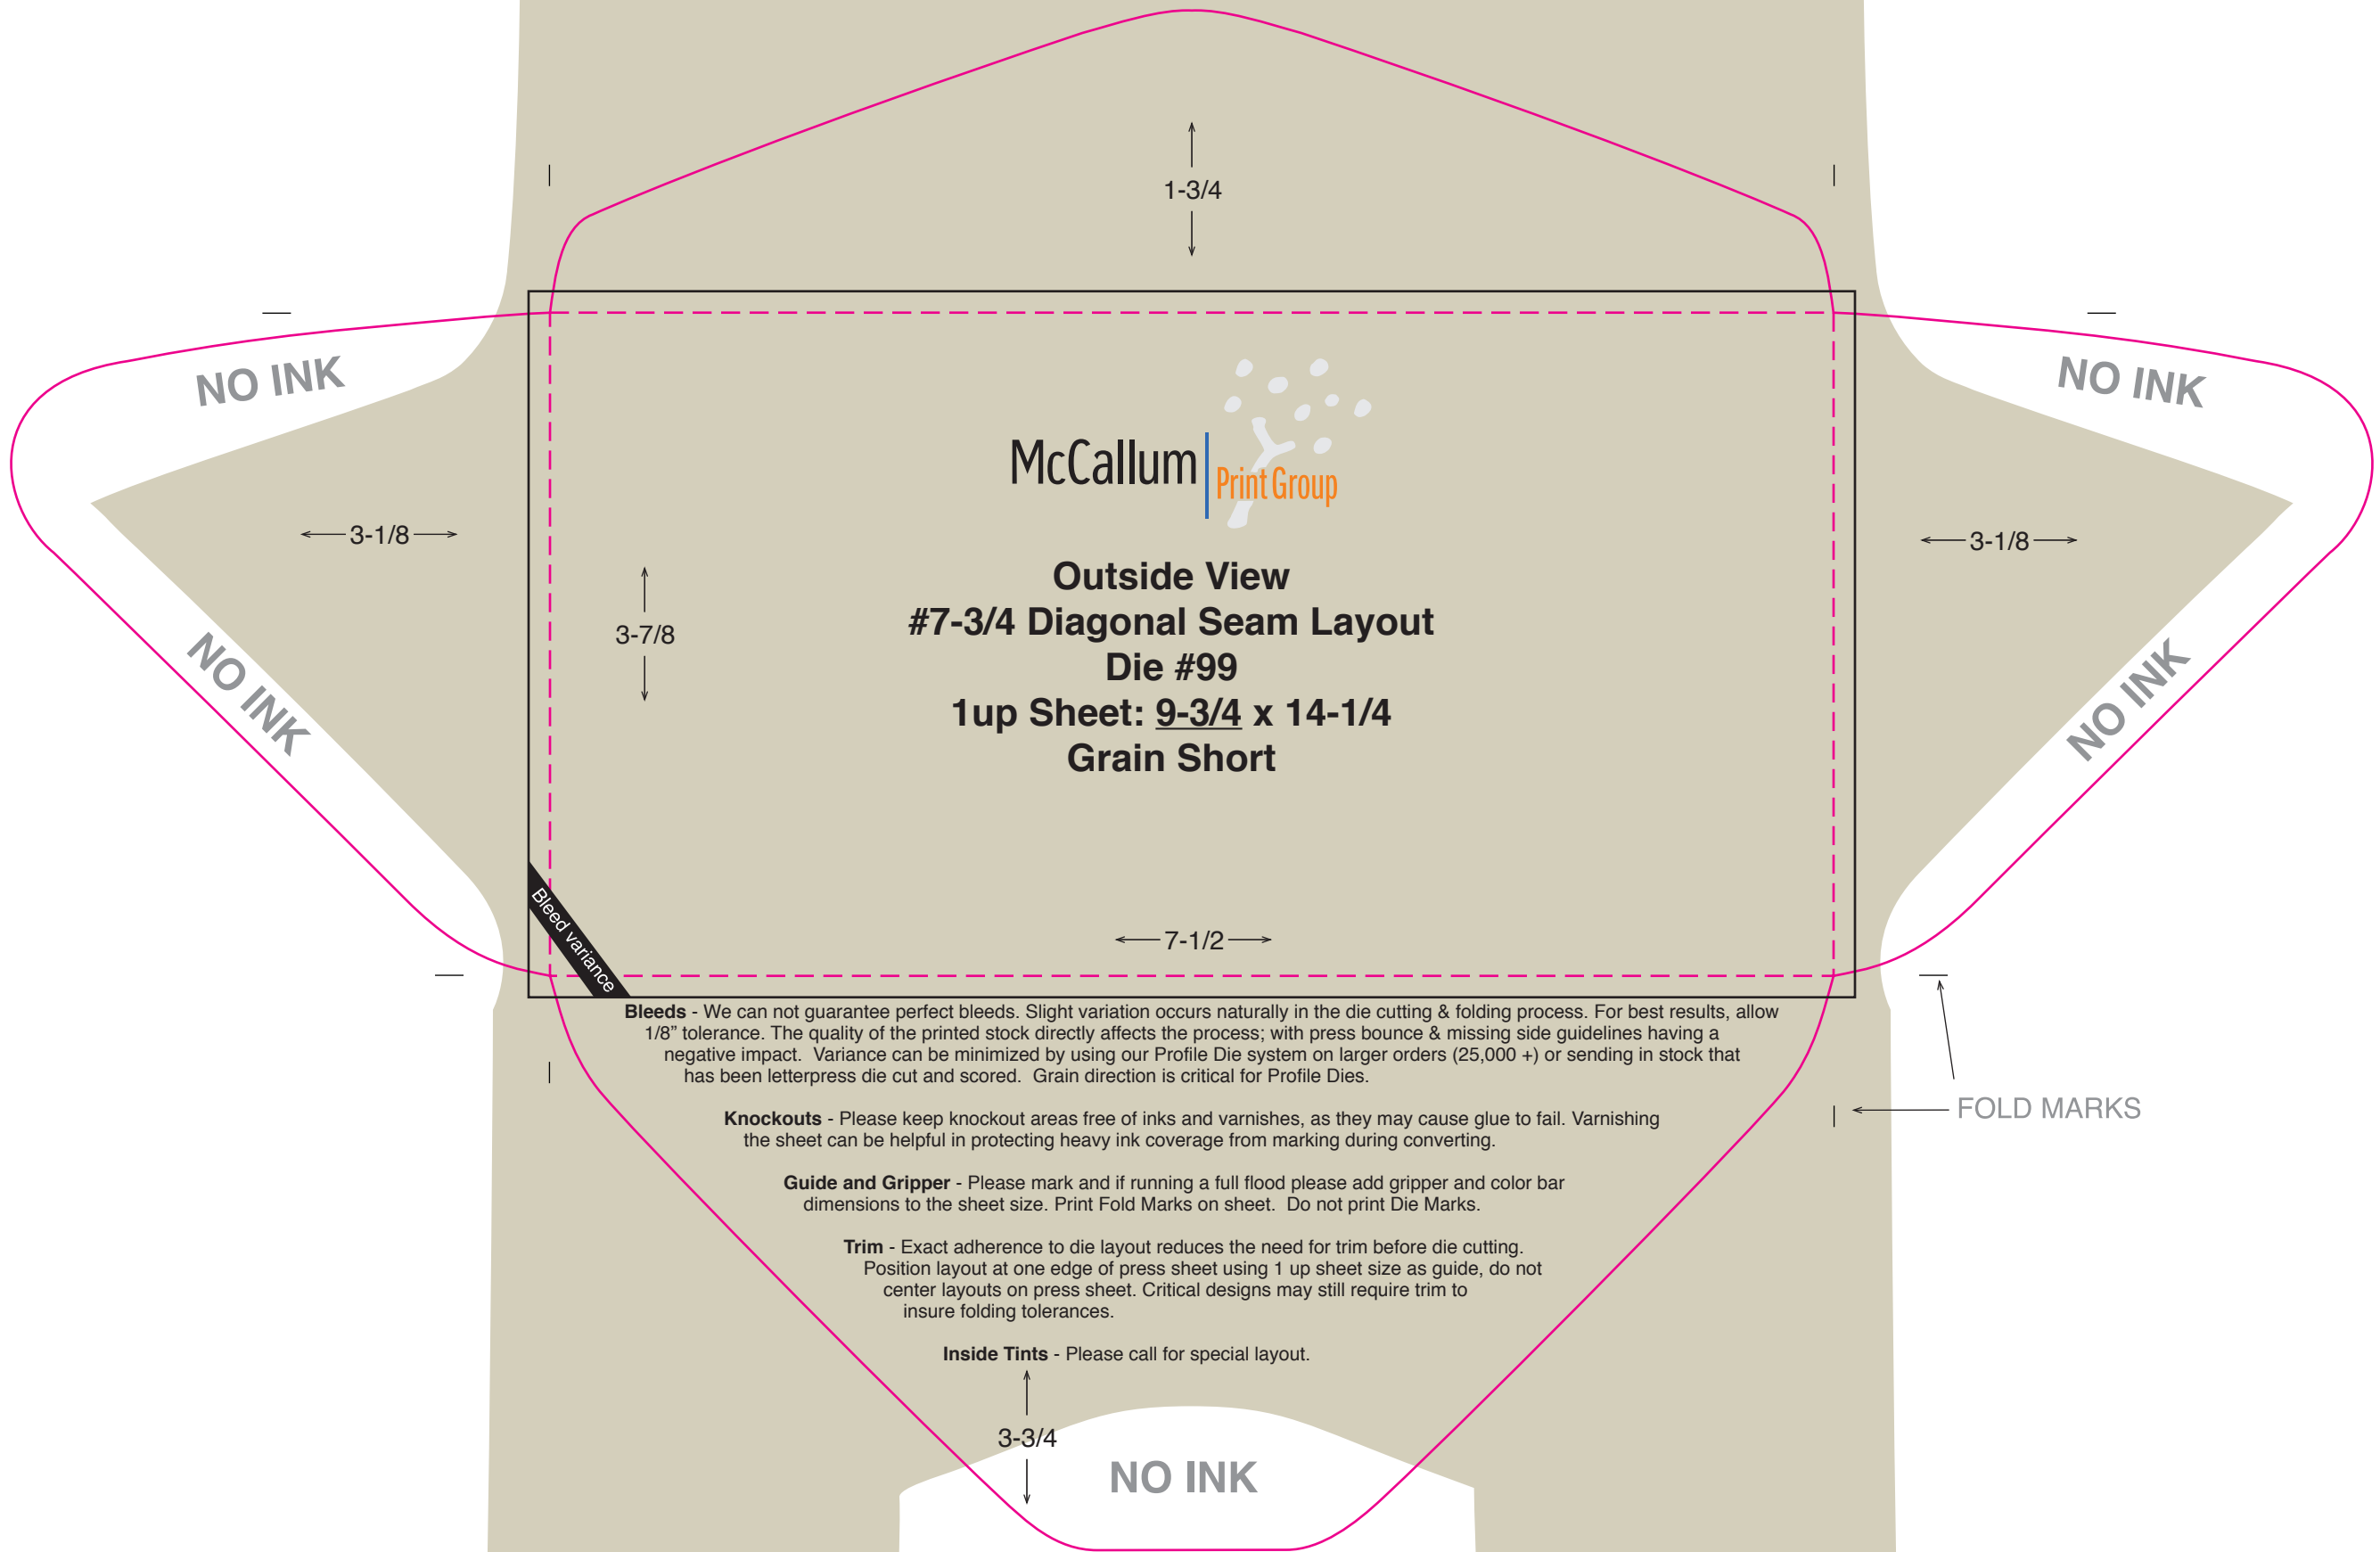 1-3/4
NO INK
NO INK
McCallum
Print Group
3-1/8
3-1/8
Outside View
#7-3/4 Diagonal Seam Layout
Die #99
1up Sheet: 9-3/4 x 14-1/4
Grain Short
3-7/8
NO INK
NO INK
7-1/2
Bleed variance
Bleeds - We can not guarantee perfect bleeds. Slight variation occurs naturally in the die cutting & folding process. For best results, allow
1/8” tolerance. The quality of the printed stock directly affects the process; with press bounce & missing side guidelines having a
negative impact.  Variance can be minimized by using our Profile Die system on larger orders (25,000 +) or sending in stock that
has been letterpress die cut and scored.  Grain direction is critical for Profile Dies.
FOLD MARKS
Knockouts - Please keep knockout areas free of inks and varnishes, as they may cause glue to fail. Varnishing
the sheet can be helpful in protecting heavy ink coverage from marking during converting.
Guide and Gripper - Please mark and if running a full flood please add gripper and color bar
dimensions to the sheet size. Print Fold Marks on sheet.  Do not print Die Marks.
Trim - Exact adherence to die layout reduces the need for trim before die cutting.
Position layout at one edge of press sheet using 1 up sheet size as guide, do not
center layouts on press sheet. Critical designs may still require trim to
insure folding tolerances.
Inside Tints - Please call for special layout.
3-3/4
NO INK